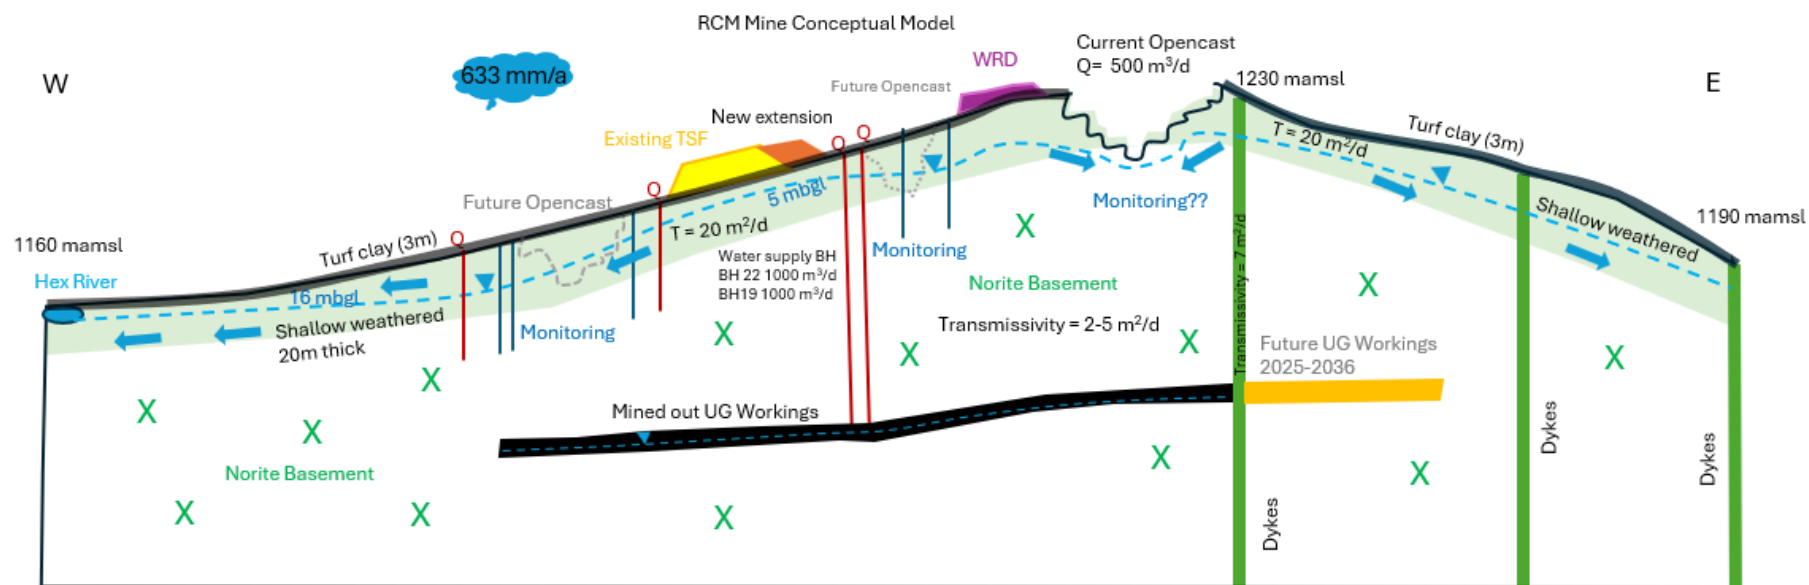 RCM Mine Conceptual Model
W
633 mm/a
WRD
Current Opencast
Q= 500 m³/d
1230 mamsl
E
Future Opencast
New extension
Existing TSF
Q
Q
Turf clay (3m)
T = 20 m²/d
Q
5 mbgl
Future Opencast
Monitoring??
Shallow weathered
1190 mamsl
1160 mamsl
Turf clay (3m)
Q
T = 20 m²/d
Water supply BH
BH 22 1000 m³/d
BH19 1000 m³/d
Monitoring
Transmissivity = 7 m²/d
Hex River
16 mbgl
Norite Basement
Shallow weathered
20m thick
Monitoring
Transmissivity = 2-5 m²/d
Future UG Workings
2025-2036
X
X
X
X
X
X
X
X
X
X
X
X
X
X
Mined out UG Workings
Norite Basement
Dykes
Dykes
Dykes